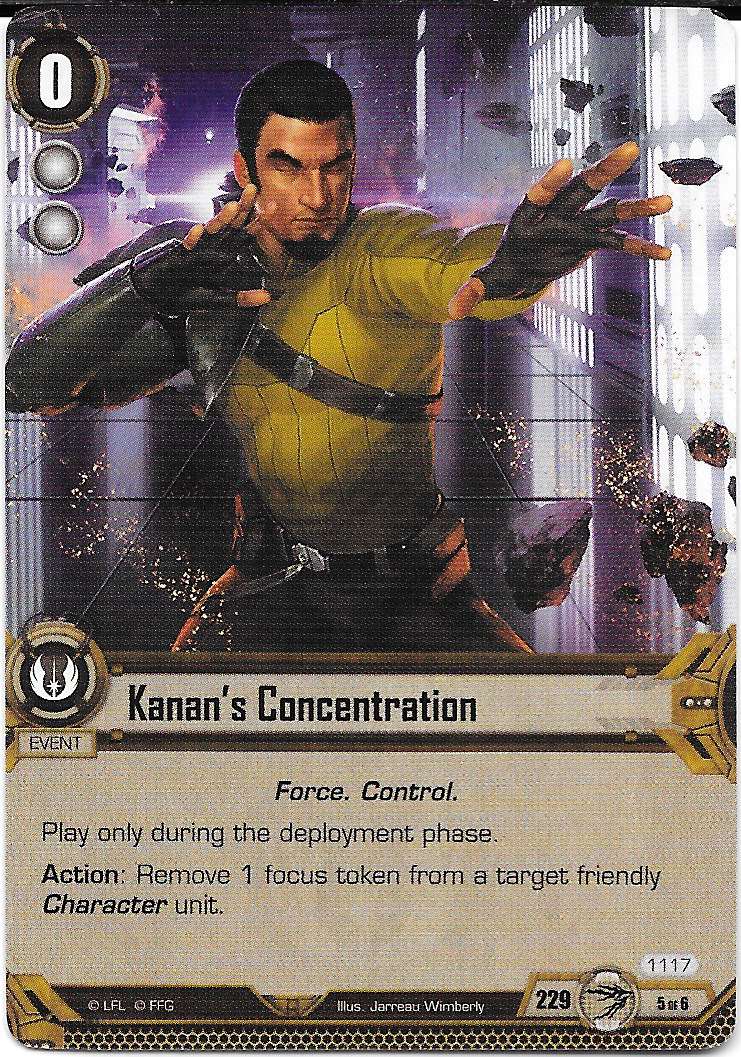 0
Kanan's Concentration
EVENT
Force. Control.
Play only during the deployment phase.
Action: Remove 1 focus token from a target friendly
Character unit.
1117
© LFL © FFG
Illus. Jarreau Wimberly
229
5 OF 6